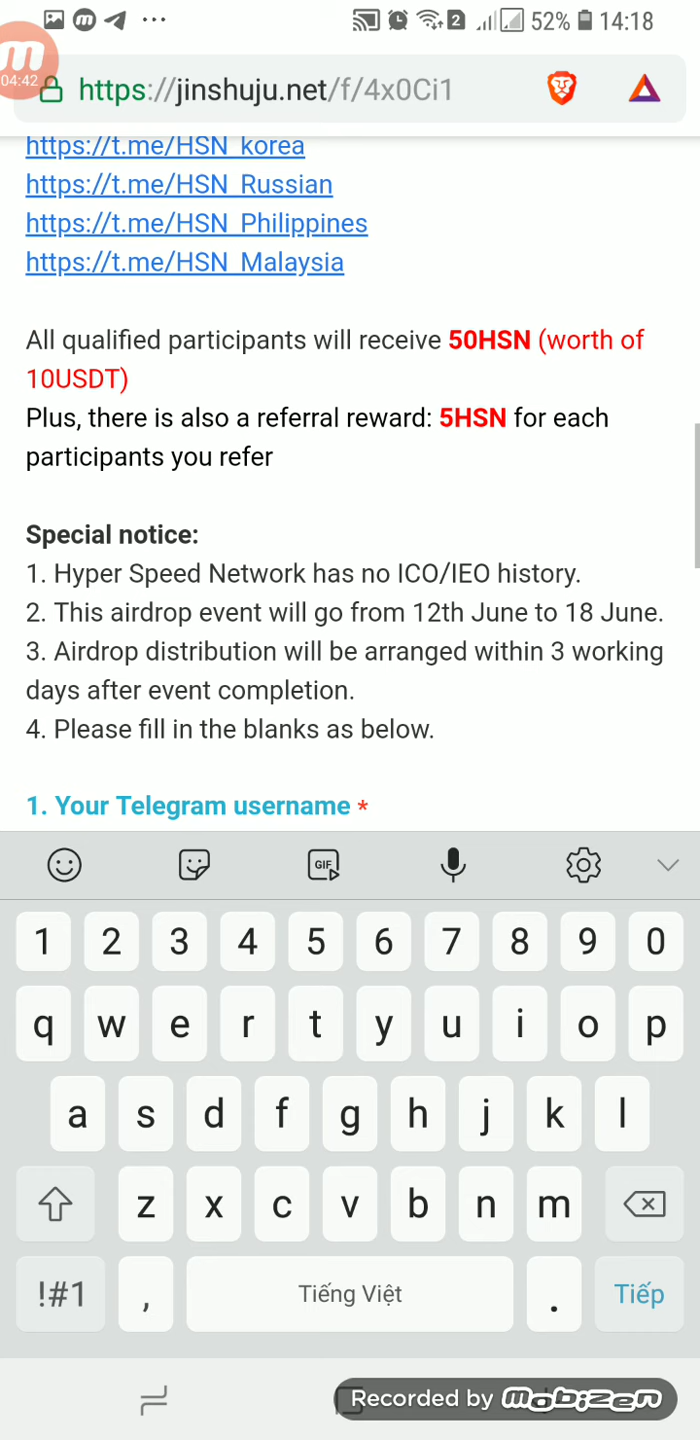 52% 14:18
04:42
https://jinshuju.net/f/4x0Ci1
https://t.me/HSN_korea
https://t.me/HSN_Russian
https://t.me/HSN_Philippines
https://t.me/HSN_Malaysia
All qualified participants will receive 50HSN (worth of
10USDT)
Plus, there is also a referral reward: 5HSN for each
participants you refer
Special notice:
1. Hyper Speed Network has no ICO/IEO history.
2. This airdrop event will go from 12th June to 18 June.
3. Airdrop distribution will be arranged within 3 working
days after event completion.
4. Please fill in the blanks as below.
1. Your Telegram username *
GIF
1 2 3 4 5 6 7 8 9 0
q w e r t y u i o p
a s d f g h j k l
z x c v b n m
!#1 , Tiếng Việt . Tiếp
Recorded by mobizen